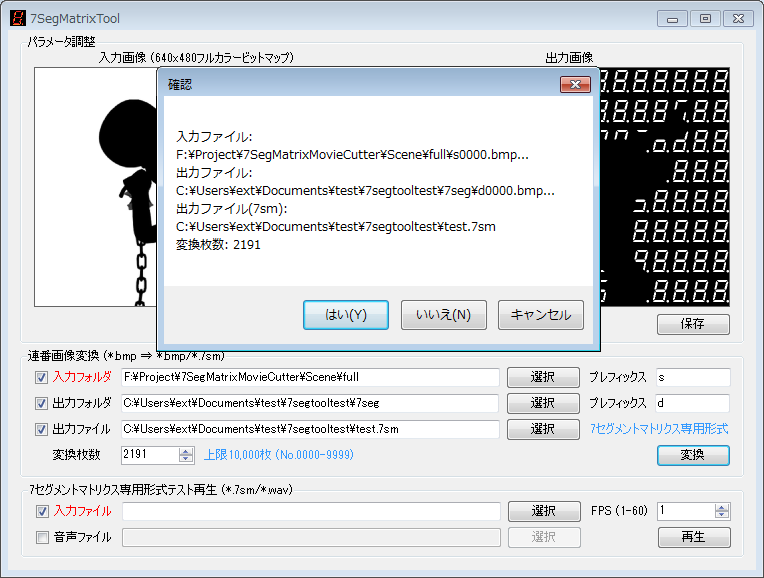 7SegMatrixTool
パラメータ調整
入力画像 (640x480フルカラービットマップ)
出力画像
確認
入力ファイル:
F:¥Project¥7SegMatrixMovieCutter¥Scene¥full¥s0000.bmp...
出力ファイル:
C:¥Users¥ext¥Documents¥test¥7segtooltest¥7seg¥d0000.bmp...
出力ファイル(7sm):
C:¥Users¥ext¥Documents¥test¥7segtooltest¥test.7sm
変換枚数: 2191
はい(Y)
いいえ(N)
キャンセル
保存
連番画像変換 (*.bmp ⇒ *.bmp/*.7sm)
入力フォルダ F:¥Project¥7SegMatrixMovieCutter¥Scene¥full 選択 プレフィックス s
出力フォルダ C:¥Users¥ext¥Documents¥test¥7segtooltest¥7seg 選択 プレフィックス d
出力ファイル C:¥Users¥ext¥Documents¥test¥7segtooltest¥test.7sm 選択 7セグメントマトリクス専用形式
変換枚数 2191 上限10,000枚 (No.0000-9999) 変換
7セグメントマトリクス専用形式テスト再生 (*.7sm/*.wav)
入力ファイル 選択 FPS (1-60) 1
音声ファイル 選択 再生